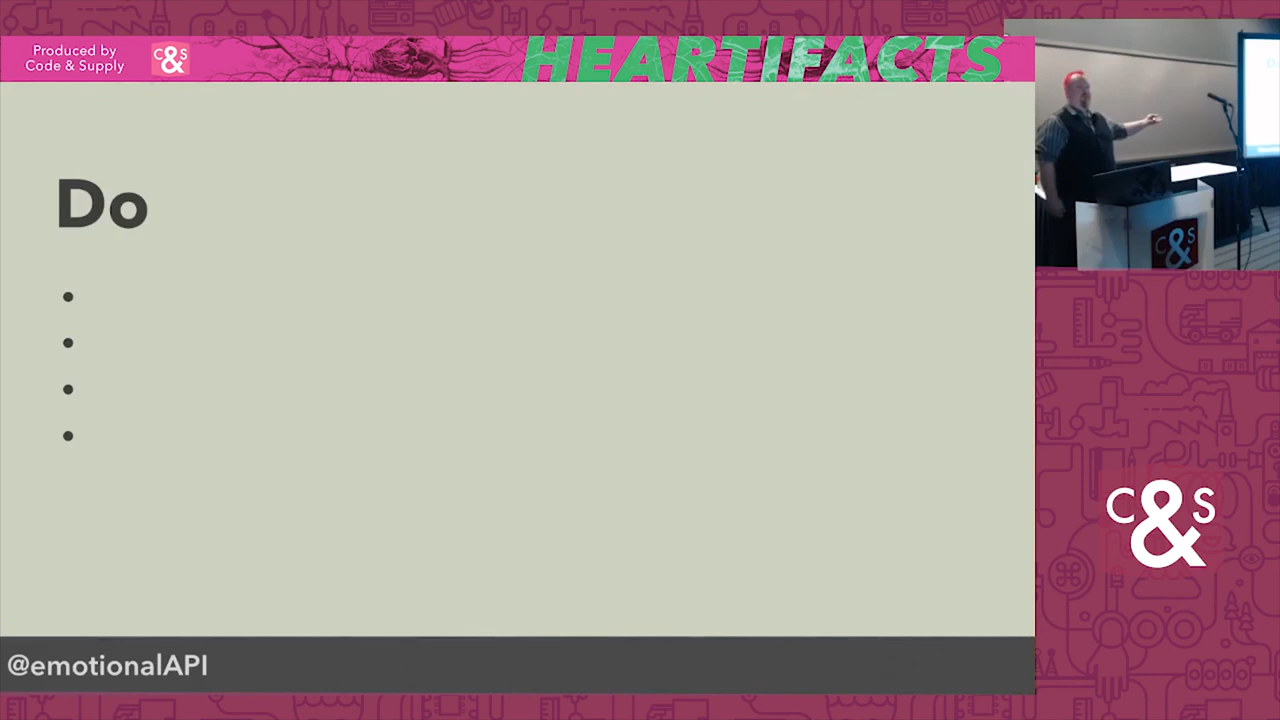 Produced by
Code & Supply
C&S
HEARTIFACTS
Do
•
•
•
•
@emotionalAPI
C&S
C&S